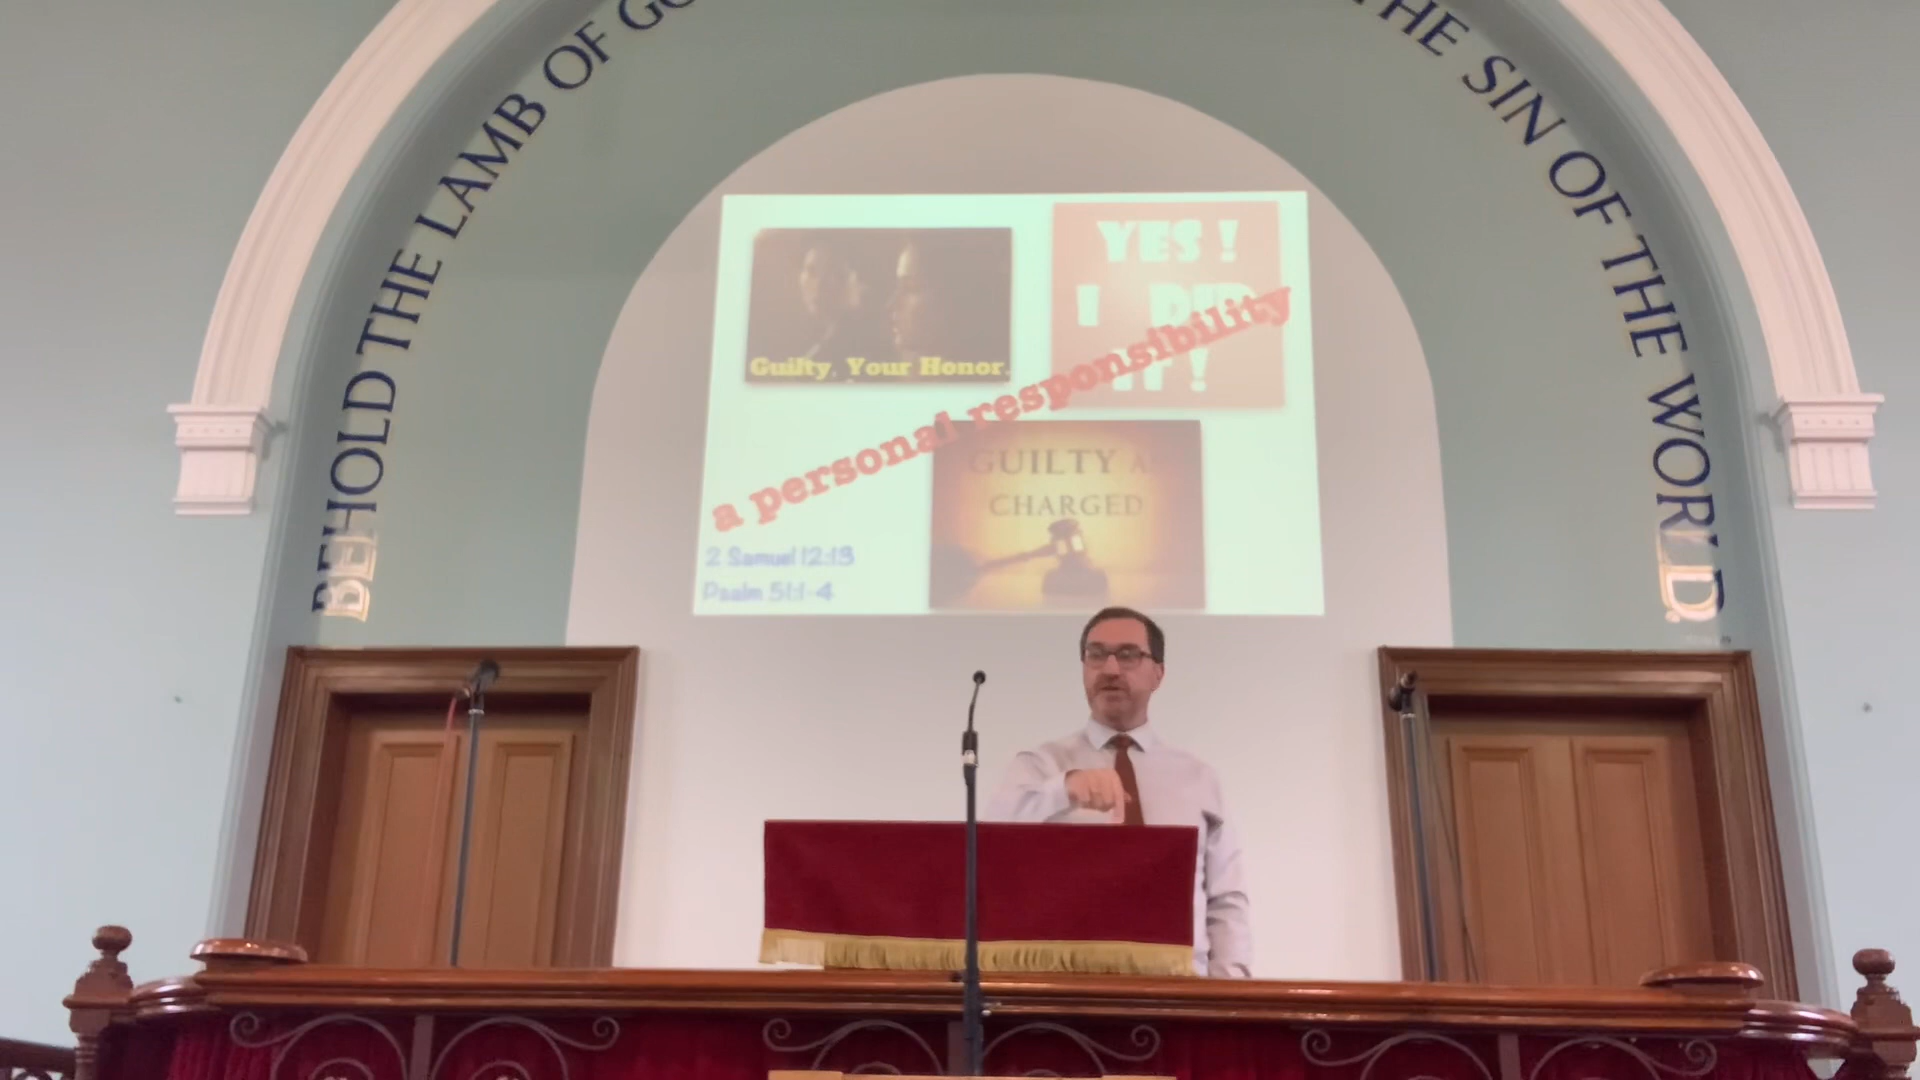 BEHOLD THE LAMB OF GO
THE SIN OF THE WORLD.
Guilty, Your Honor.
YES !
I DID
IT !
a personal responsibility
GUILTY A
CHARGED
2 Samuel 12:13
Psalm 51:1-4